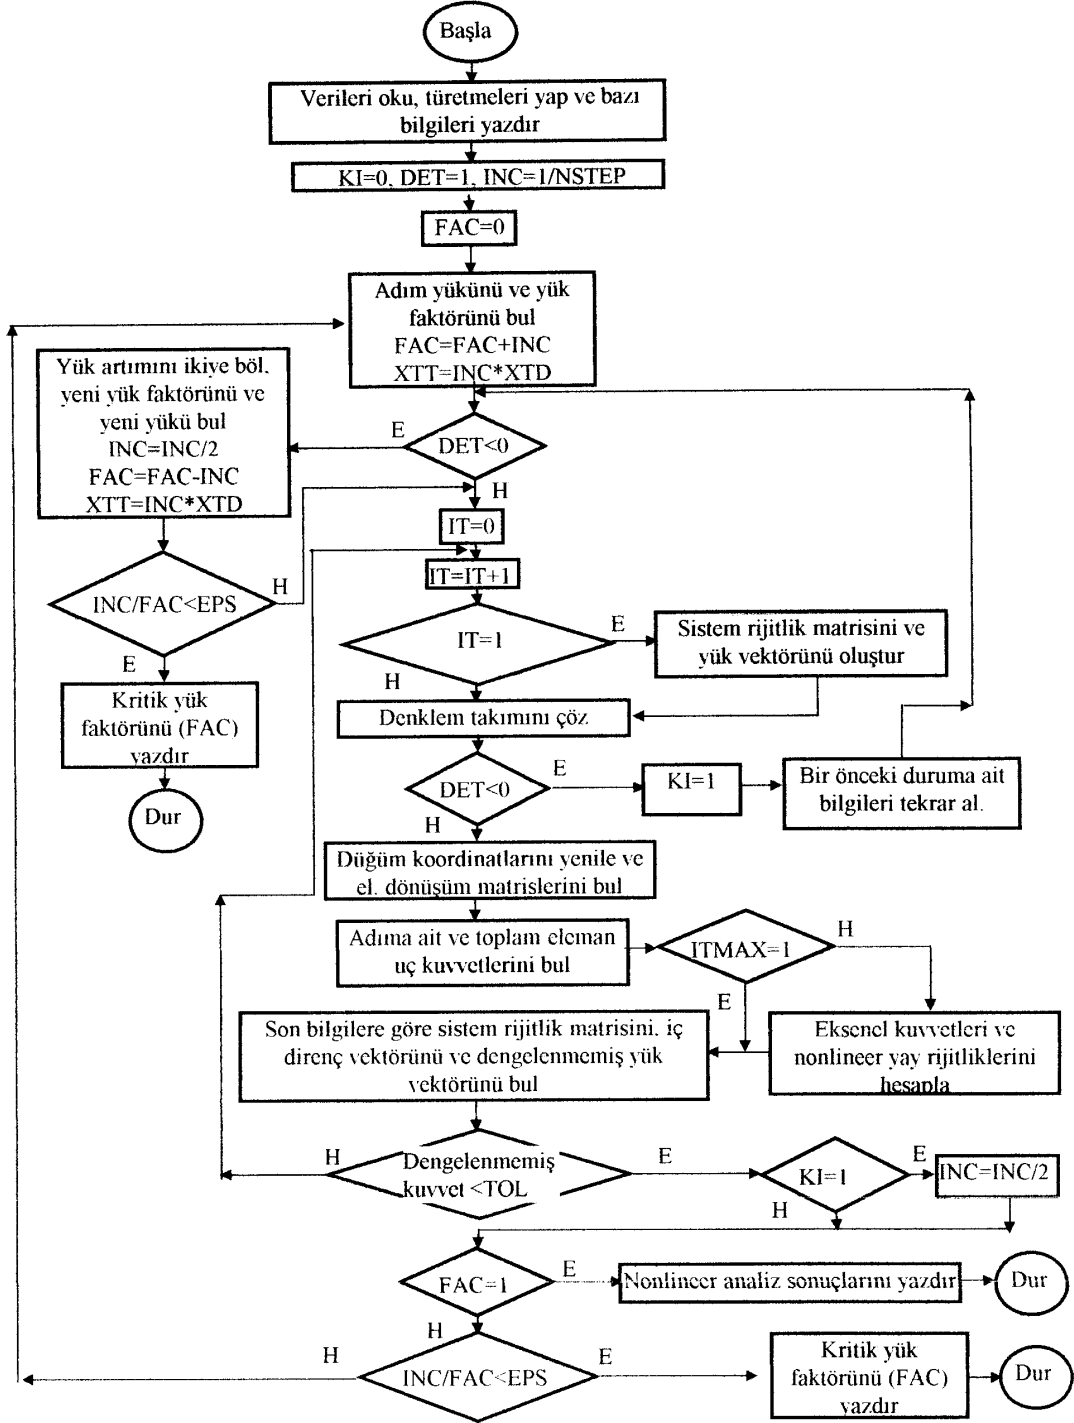 Başla
Verileri oku, türetmeleri yap ve bazı
bilgileri yazdır
KI=0, DET=1, INC=1/NSTEP
FAC=0
Adım yükünü ve yük
faktörünü bul
FAC=FAC+INC
XTT=INC*XTD
Yük artımını ikiye böl,
yeni yük faktörünü ve
yeni yükü bul
INC=INC/2
FAC=FAC-INC
XTT=INC*XTD
E
DET<0
H
IT=0
IT=IT+1
INC/FAC<EPS
H
E
IT=1
E
H
Sistem rijitlik matrisini ve
yük vektörünü oluştur
Kritik yük
faktörünü (FAC)
yazdır
Dur
Denklem takımını çöz
DET<0
E
H
KI=1
Bir önceki duruma ait
bilgileri tekrar al.
Düğüm koordinatlarını yenile ve
el. dönüşüm matrislerini bul
Adıma ait ve toplam eleman
uç kuvvetlerini bul
ITMAX=1
H
E
Son bilgilere göre sistem rijitlik matrisini, iç
direnç vektörünü ve dengelenmemiş yük
vektörünü bul
Eksenel kuvvetleri ve
nonlineer yay rijitliklerini
hesapla
H
Dengelenmemiş
kuvvet <TOL
E
KI=1
E
H
INC=INC/2
FAC=1
E
H
Nonlineer analiz sonuçlarını yazdır
Dur
H
INC/FAC<EPS
E
Kritik yük
faktörünü (FAC)
yazdır
Dur